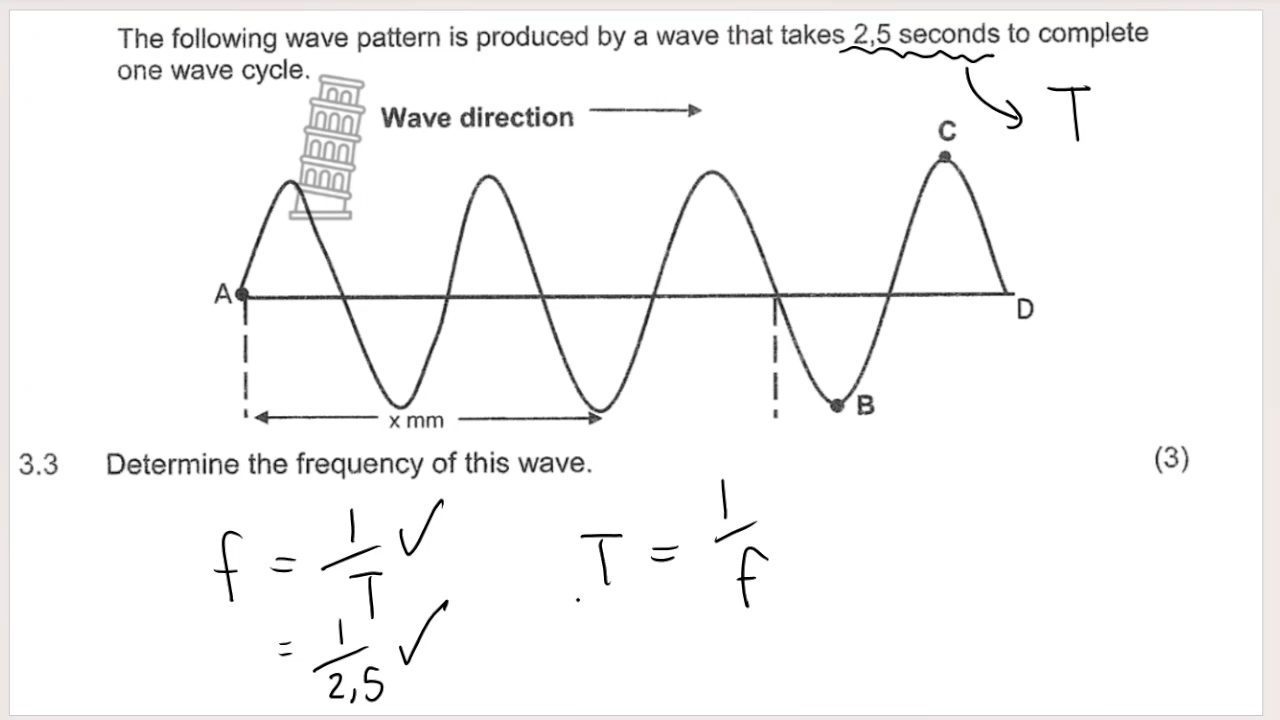 The following wave pattern is produced by a wave that takes 2,5 seconds to complete
one wave cycle.
Wave direction
T
C
A
D
B
x mm
3.3 Determine the frequency of this wave. (3)
f = 1/T ✓ T = 1/f
= 1/2,5 ✓